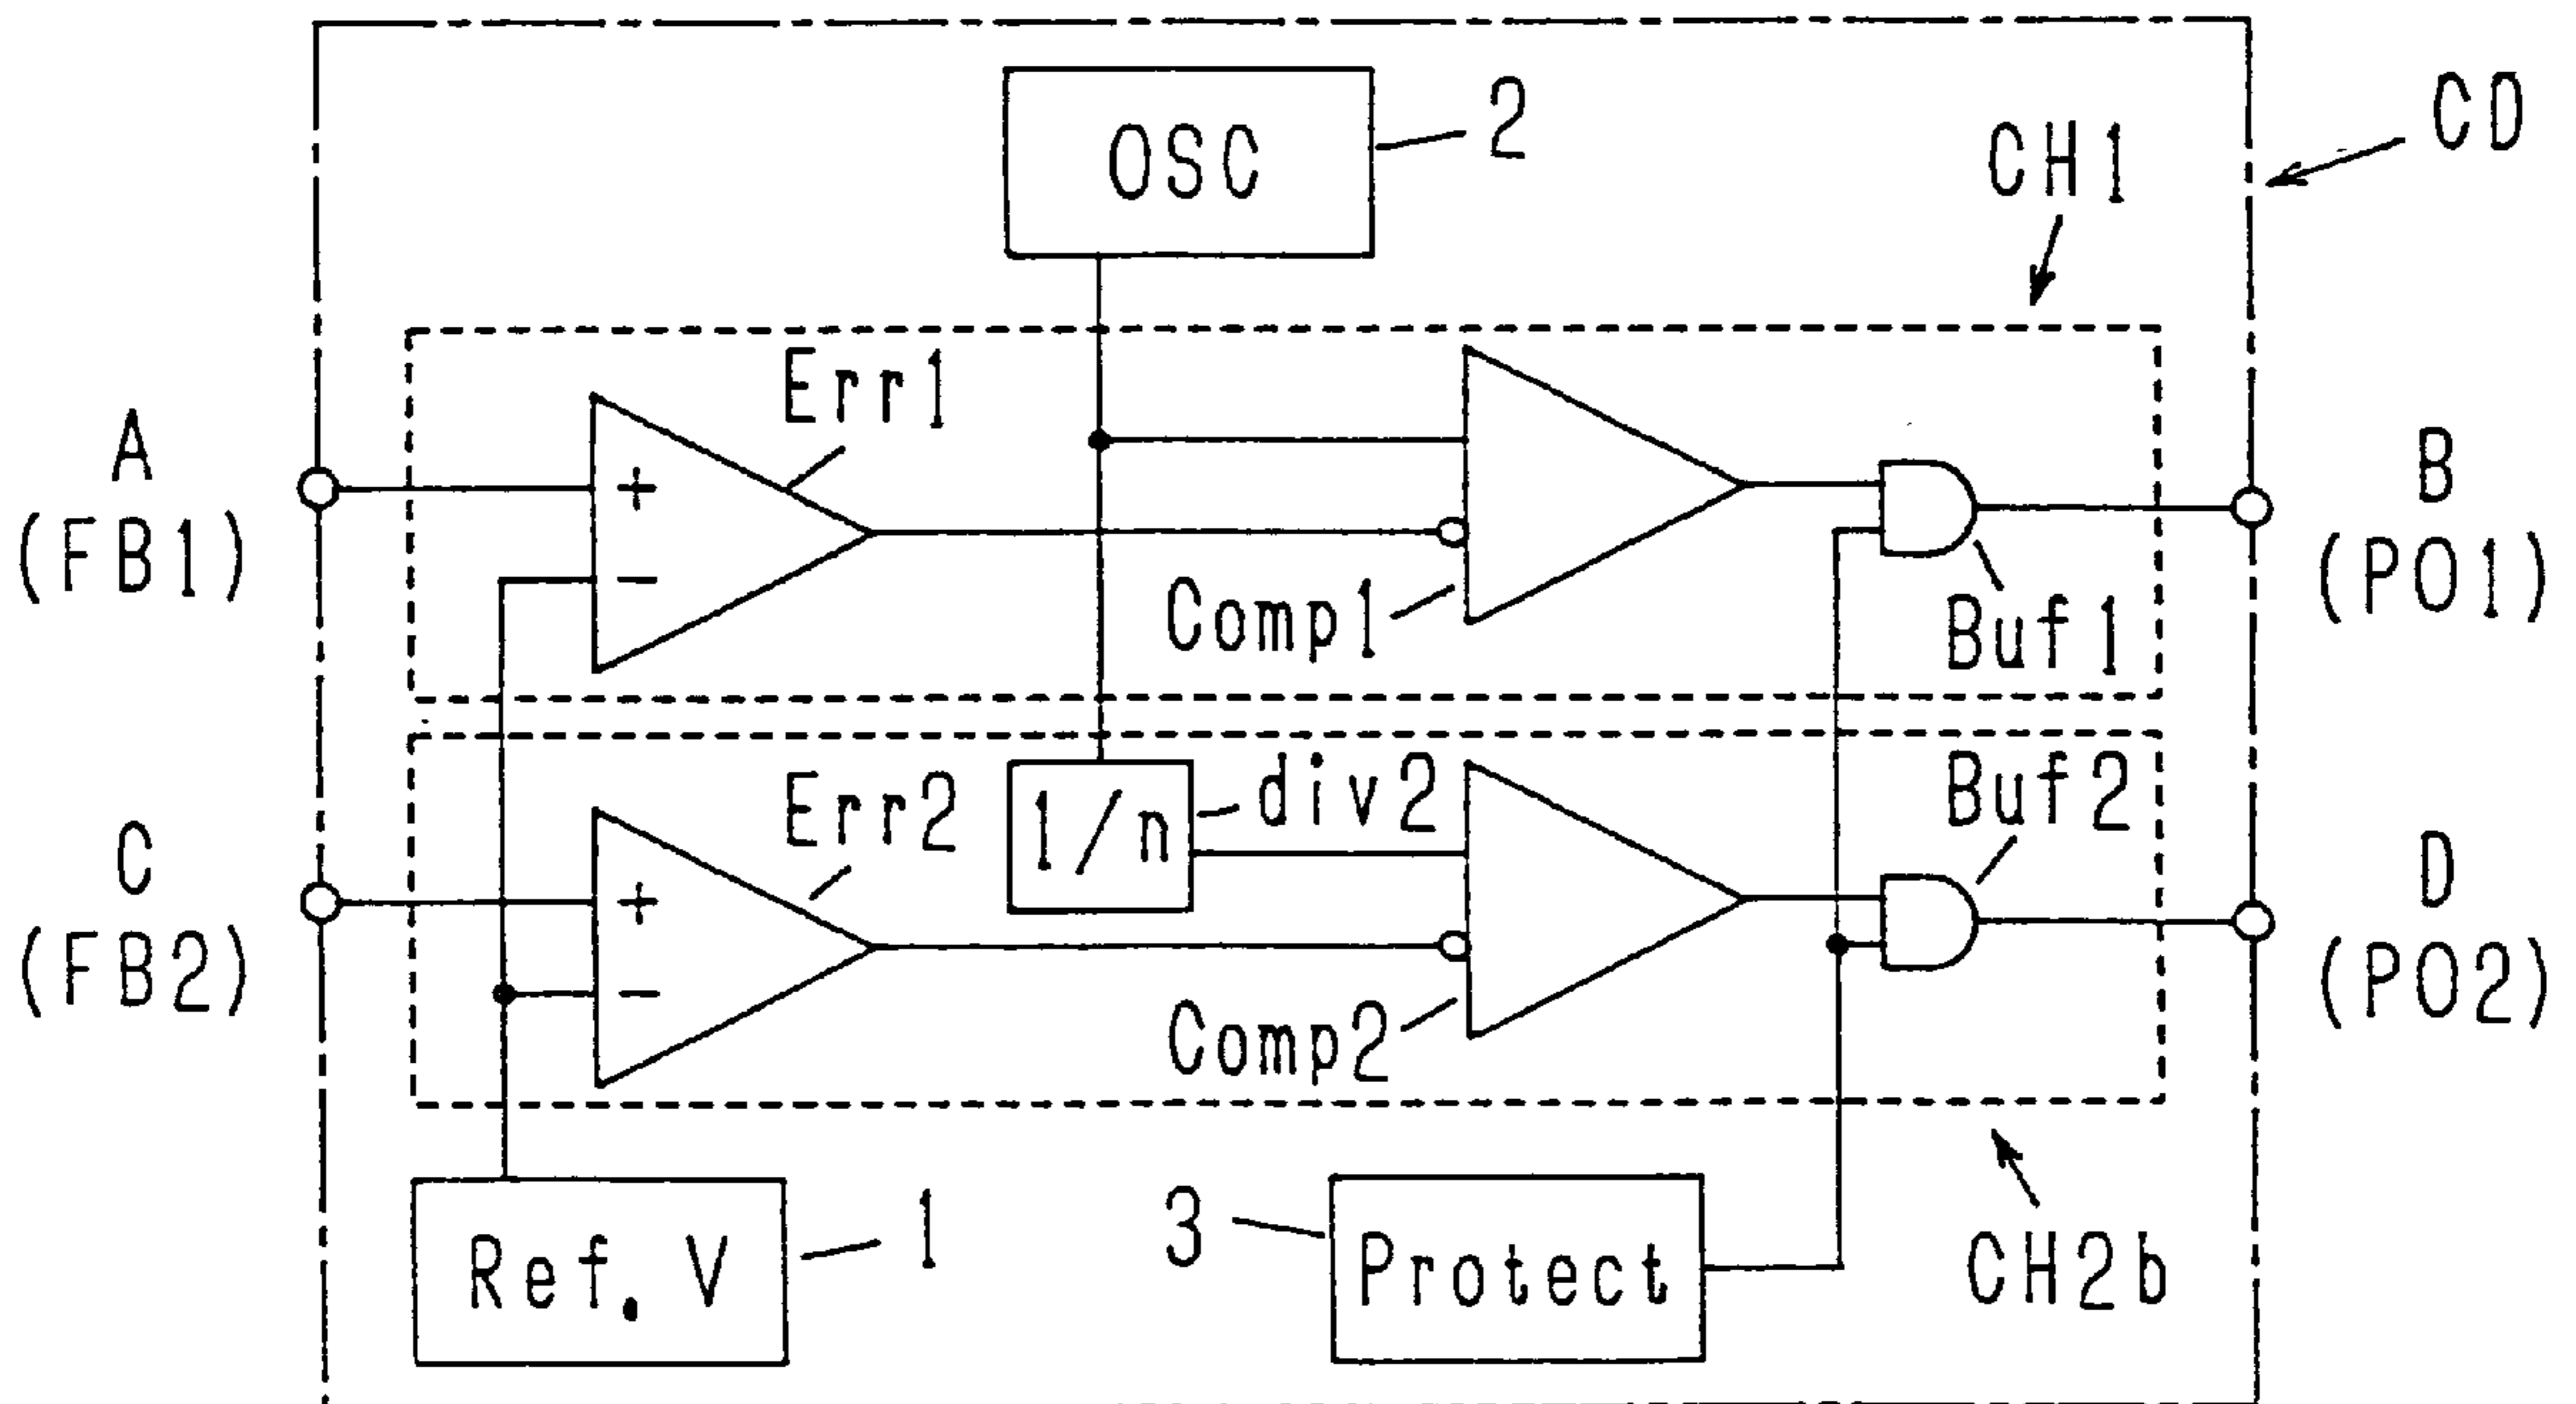 CD
2
OSC
CH1
Err1
A
(FB1)
+
−
B
(PO1)
Comp1
Buf1
1/n
div2
Buf2
Err2
C
(FB2)
+
−
D
(PO2)
Comp2
Ref. V
1
3
Protect
CH2b